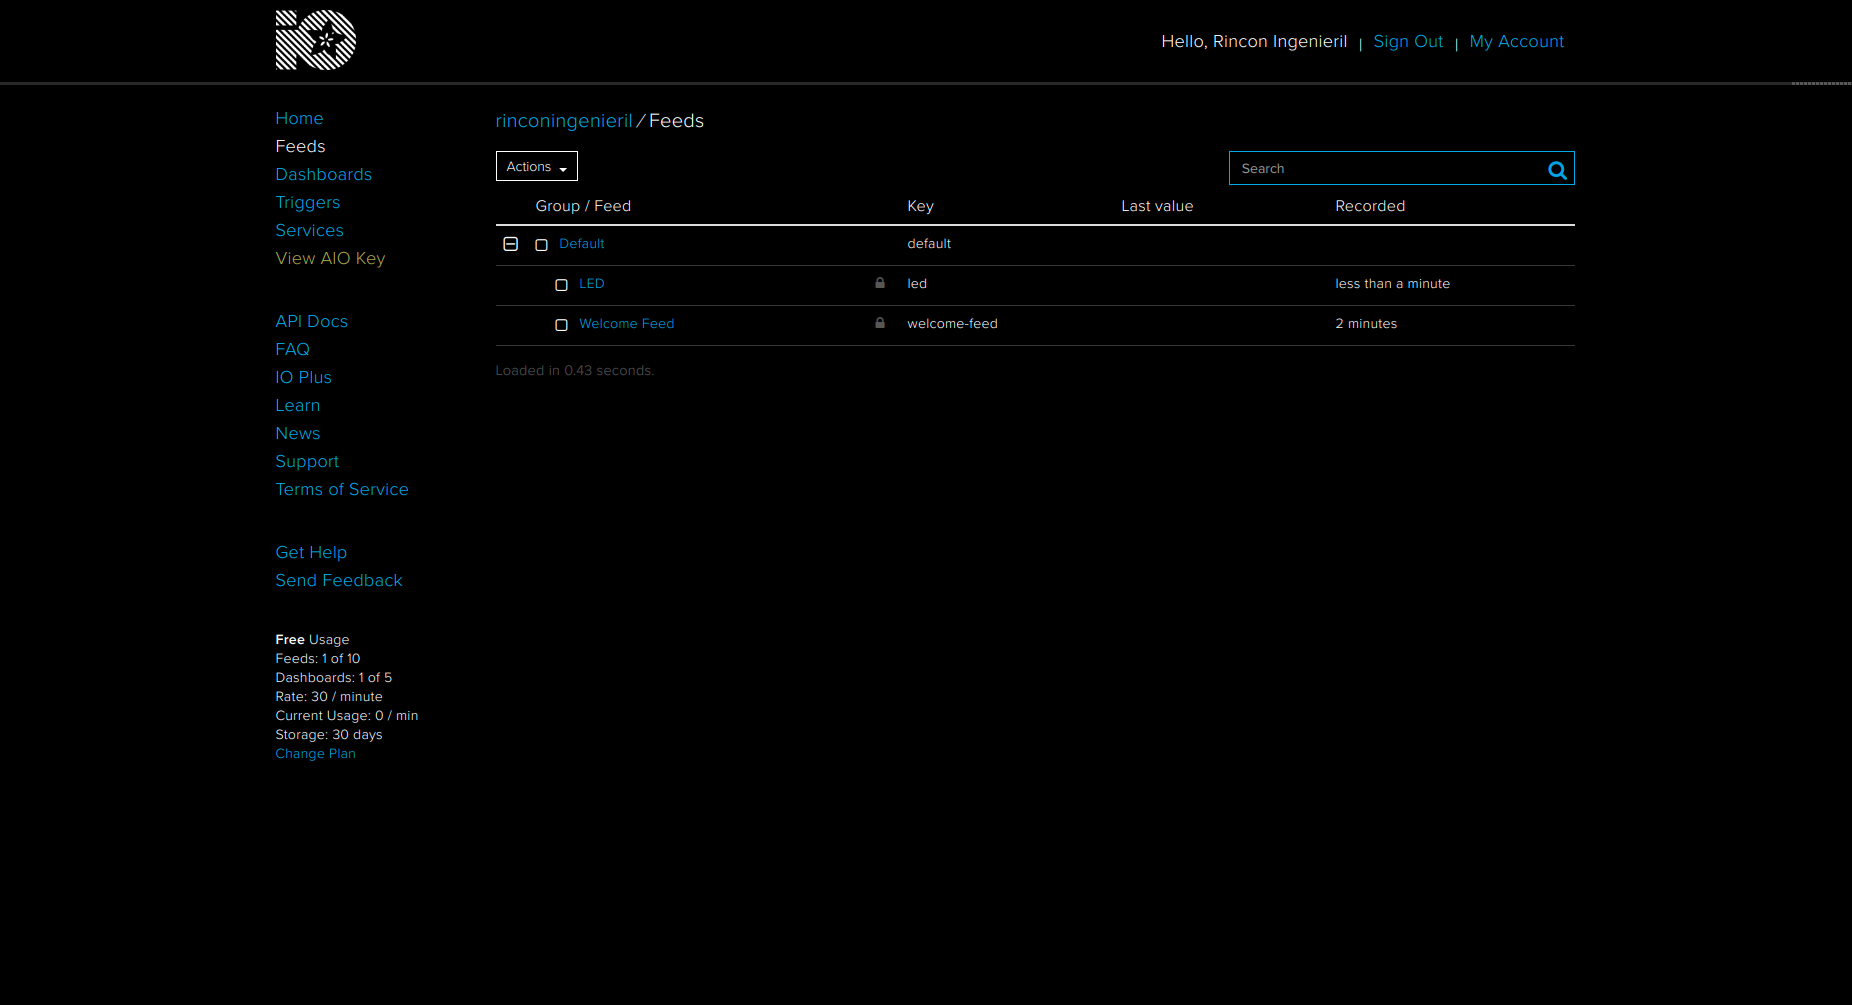 iO
Hello, Rincon Ingenieril | Sign Out | My Account
Home
Feeds
Dashboards
Triggers
Services
View AIO Key
API Docs
FAQ
IO Plus
Learn
News
Support
Terms of Service
Get Help
Send Feedback
Free Usage
Feeds: 1 of 10
Dashboards: 1 of 5
Rate: 30 / minute
Current Usage: 0 / min
Storage: 30 days
Change Plan
rinconingenieril / Feeds
Actions
Search
Group / Feed Key Last value Recorded
Default default
LED led less than a minute
Welcome Feed welcome-feed 2 minutes
Loaded in 0.43 seconds.